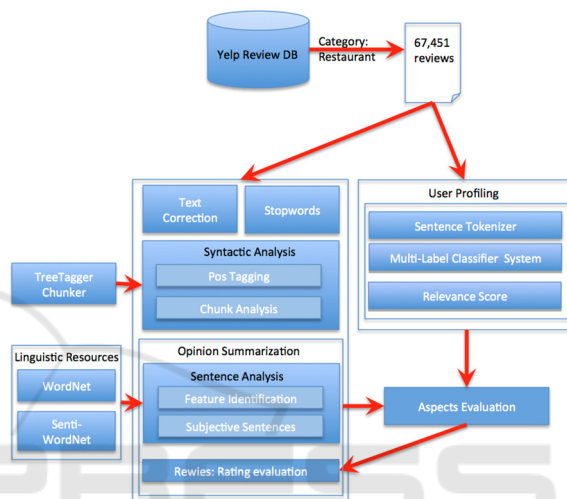 Yelp Review DB
Category:
Restaurant
67,451
reviews
Text
Correction
Stopwords
Syntactic Analysis
Pos Tagging
Chunk Analysis
TreeTagger
Chunker
User Profiling
Sentence Tokenizer
Multi-Label Classifier System
Relevance Score
Linguistic Resources
WordNet
Senti-
WordNet
Opinion Summarization
Sentence Analysis
Feature Identification
Subjective Sentences
Rewies: Rating evaluation
Aspects Evaluation